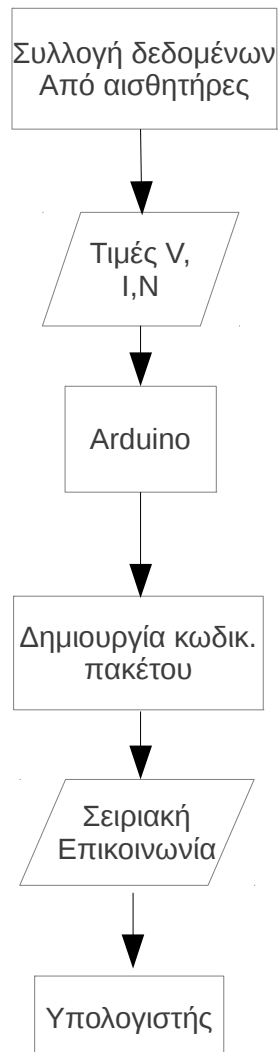 Συλλογή δεδομένων
Από αισθητήρες
Τιμές V,
I,N
Arduino
Δημιουργία κωδικ.
πακέτου
Σειριακή
Επικοινωνία
Υπολογιστής